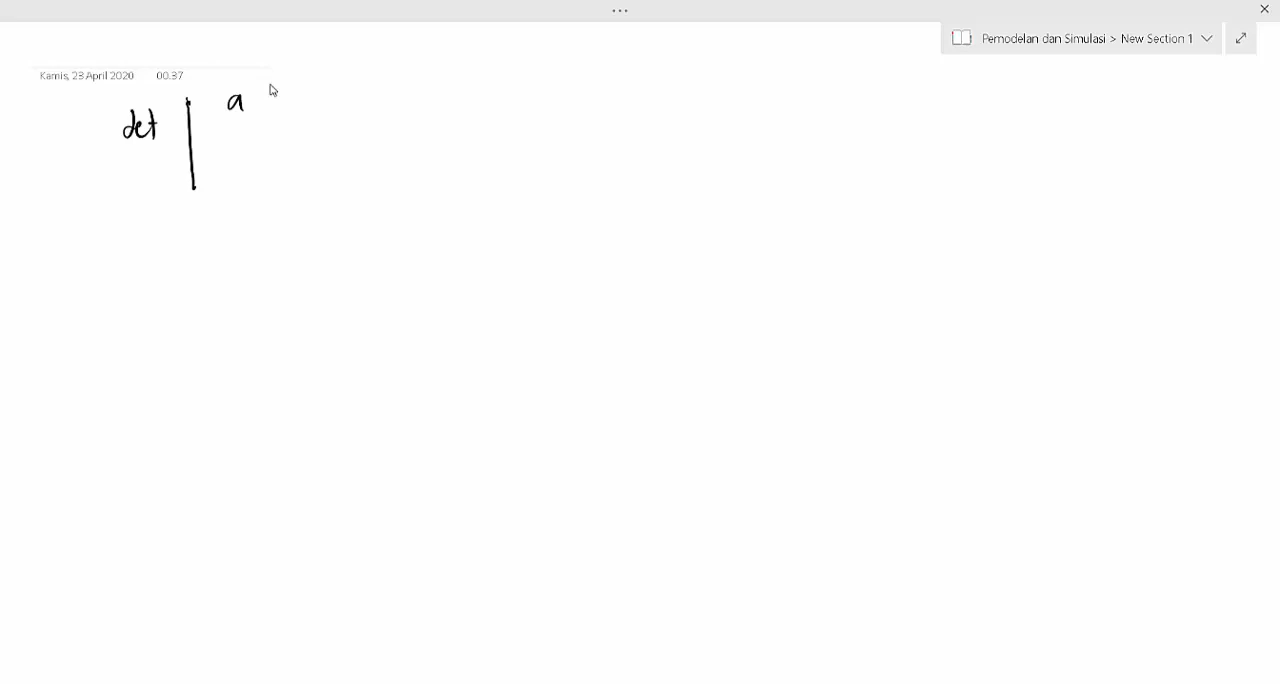 Pemodelan dan Simulasi > New Section 1
Kamis, 23 April 2020 00.37
det | a